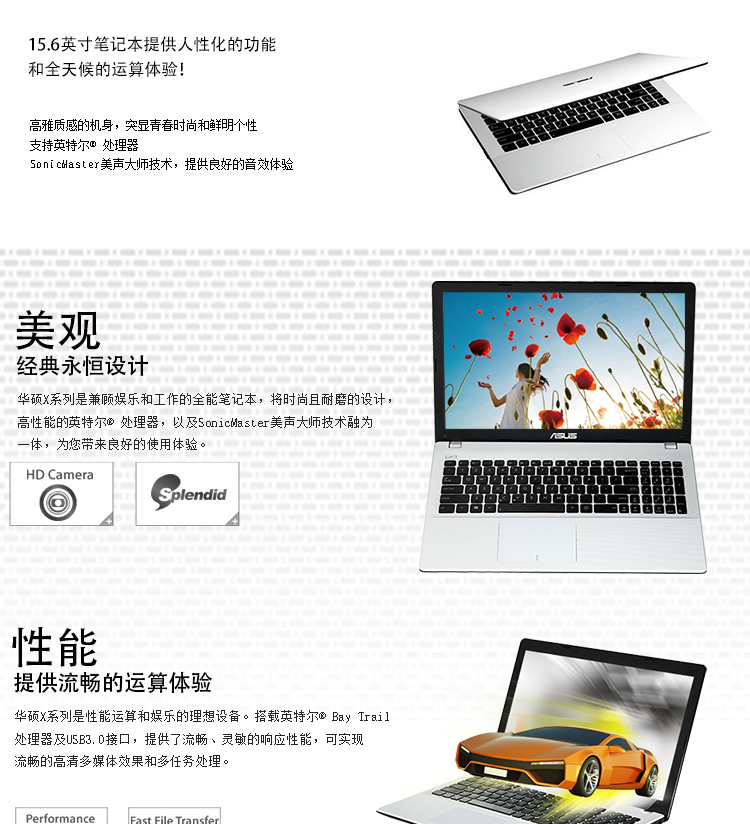 15.6英寸笔记本提供人性化的功能
和全天候的运算体验!
高雅质感的机身，突显青春时尚和鲜明个性
支持英特尔® 处理器
SonicMaster美声大师技术，提供良好的音效体验
美观
经典永恒设计
华硕X系列是兼顾娱乐和工作的全能笔记本，将时尚且耐磨的设计，
高性能的英特尔® 处理器，以及SonicMaster美声大师技术融为
一体，为您带来良好的使用体验。
HD Camera
Splendid
ASUS
性能
提供流畅的运算体验
华硕X系列是性能运算和娱乐的理想设备。搭载英特尔® Bay Trail
处理器及USB3.0接口，提供了流畅、灵敏的响应性能，可实现
流畅的高清多媒体效果和多任务处理。
Performance
Fast File Transfer